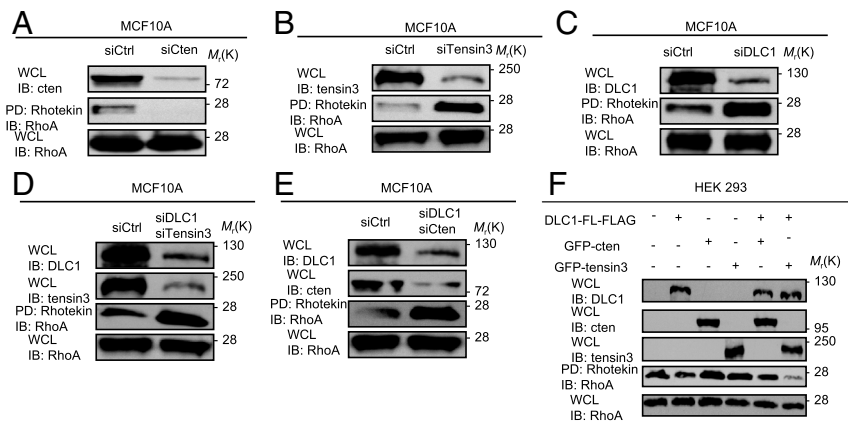 A
MCF10A
siCtrl siCten Mr(K)
WCL
IB: cten
72
PD: Rhotekin
IB: RhoA
28
WCL
IB: RhoA
28
B
MCF10A
siCtrl siTensin3 Mr(K)
WCL
IB: tensin3
250
PD: Rhotekin
IB: RhoA
28
WCL
IB: RhoA
28
C
MCF10A
siCtrl siDLC1 Mr(K)
WCL
IB: DLC1
130
PD: Rhotekin
IB: RhoA
28
WCL
IB: RhoA
28
D
MCF10A
siCtrl siDLC1 siTensin3 Mr(K)
WCL
IB: DLC1
130
WCL
IB: tensin3
250
PD: Rhotekin
IB: RhoA
28
WCL
IB: RhoA
28
E
MCF10A
siCtrl siDLC1 siCten Mr(K)
WCL
IB: DLC1
130
WCL
IB: cten
72
PD: Rhotekin
IB: RhoA
28
WCL
IB: RhoA
28
F
HEK 293
DLC1-FL-FLAG - + - - + +
GFP-cten - - + - + -
GFP-tensin3 - - - + - +
Mr(K)
WCL
IB: DLC1
130
WCL
IB: cten
95
WCL
IB: tensin3
250
PD: Rhotekin
IB: RhoA
28
WCL
IB: RhoA
28